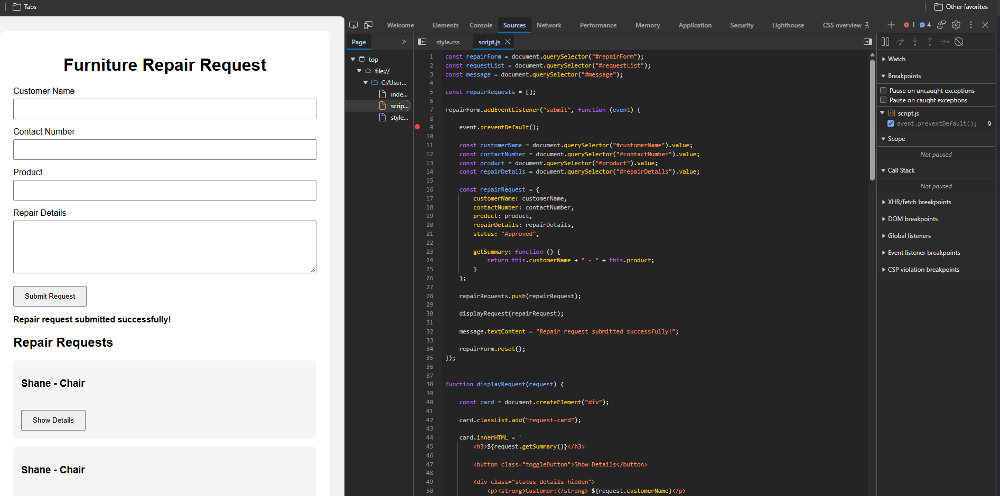 Tabs
Other favorites
Furniture Repair Request
Customer Name
Contact Number
Product
Repair Details
Submit Request
Repair request submitted successfully!
Repair Requests
Shane - Chair
Show Details
Shane - Chair
Welcome Elements Console Sources Network Performance Memory Application Security Lighthouse CSS overview 1 4
Page
top
file://
C:/User...
inde...
scrip...
style...
style.css script.js
1 const repairForm = document.querySelector("#repairForm");
2 const requestList = document.querySelector("#requestList");
3 const message = document.querySelector("#message");
4
5 const repairRequests = [];
6
7 repairForm.addEventListener("submit", function (event) {
8
9 event.preventDefault();
10
11 const customerName = document.querySelector("#customerName").value;
12 const contactNumber = document.querySelector("#contactNumber").value;
13 const product = document.querySelector("#product").value;
14 const repairDetails = document.querySelector("#repairDetails").value;
15
16 const repairRequest = {
17 customerName: customerName,
18 contactNumber: contactNumber,
19 product: product,
20 repairDetails: repairDetails,
21 status: "Approved",
22
23 getSummary: function () {
24 return this.customerName + " - " + this.product;
25 }
26 };
27
28 repairRequests.push(repairRequest);
29
30 displayRequest(repairRequest);
31
32 message.textContent = "Repair request submitted successfully!";
33
34 repairForm.reset();
35 });
36
37
38 function displayRequest(request) {
39
40 const card = document.createElement("div");
41
42 card.classList.add("request-card");
43
44 card.innerHTML = `
45 <h3>${request.getSummary()}</h3>
46
47 <button class="toggleButton">Show Details</button>
48
49 <div class="status-details hidden">
50 <p><strong>Customer:</strong> ${request.customerName}</p>
Watch
Breakpoints
Pause on uncaught exceptions
Pause on caught exceptions
script.js
event.preventDefault(); 9
Scope
Not paused
Call Stack
Not paused
XHR/fetch breakpoints
DOM breakpoints
Global listeners
Event listener breakpoints
CSP violation breakpoints